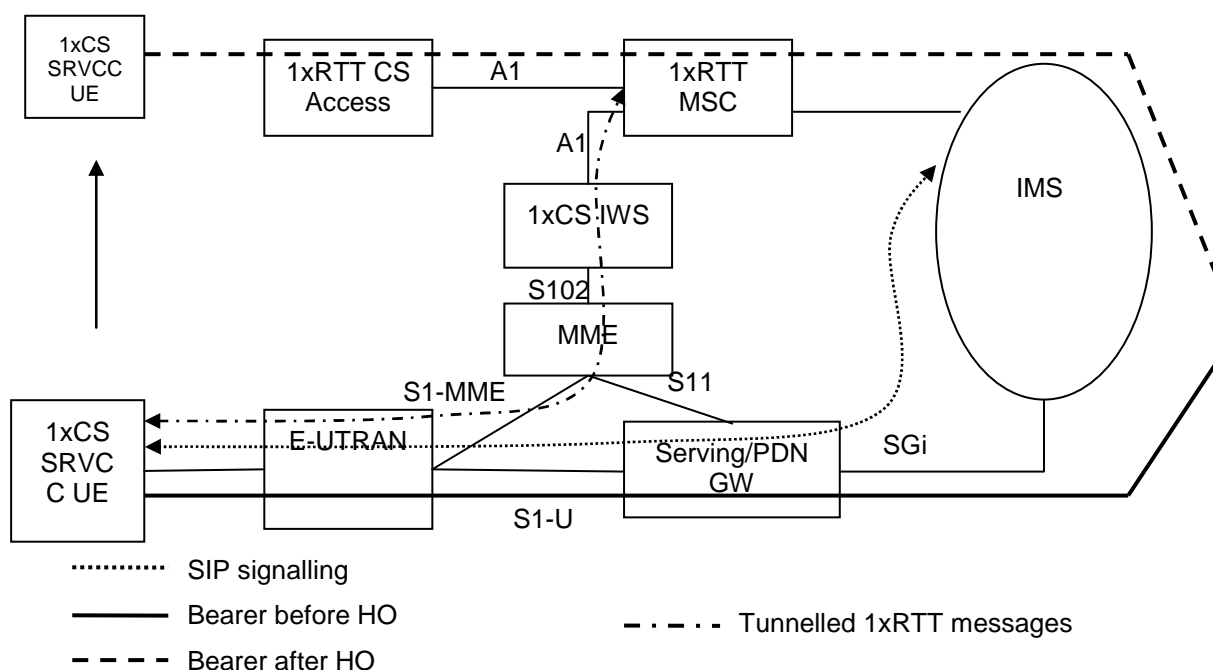 1xCS
SRVCC
UE
1xRTT CS
Access
A1
1xRTT
MSC
A1
IMS
1xCS IWS
S102
MME
S11
S1-MME
1xCS
SRVC
C UE
E-UTRAN
Serving/PDN
GW
SGi
S1-U
SIP signalling
Bearer before HO
Tunnelled 1xRTT messages
Bearer after HO